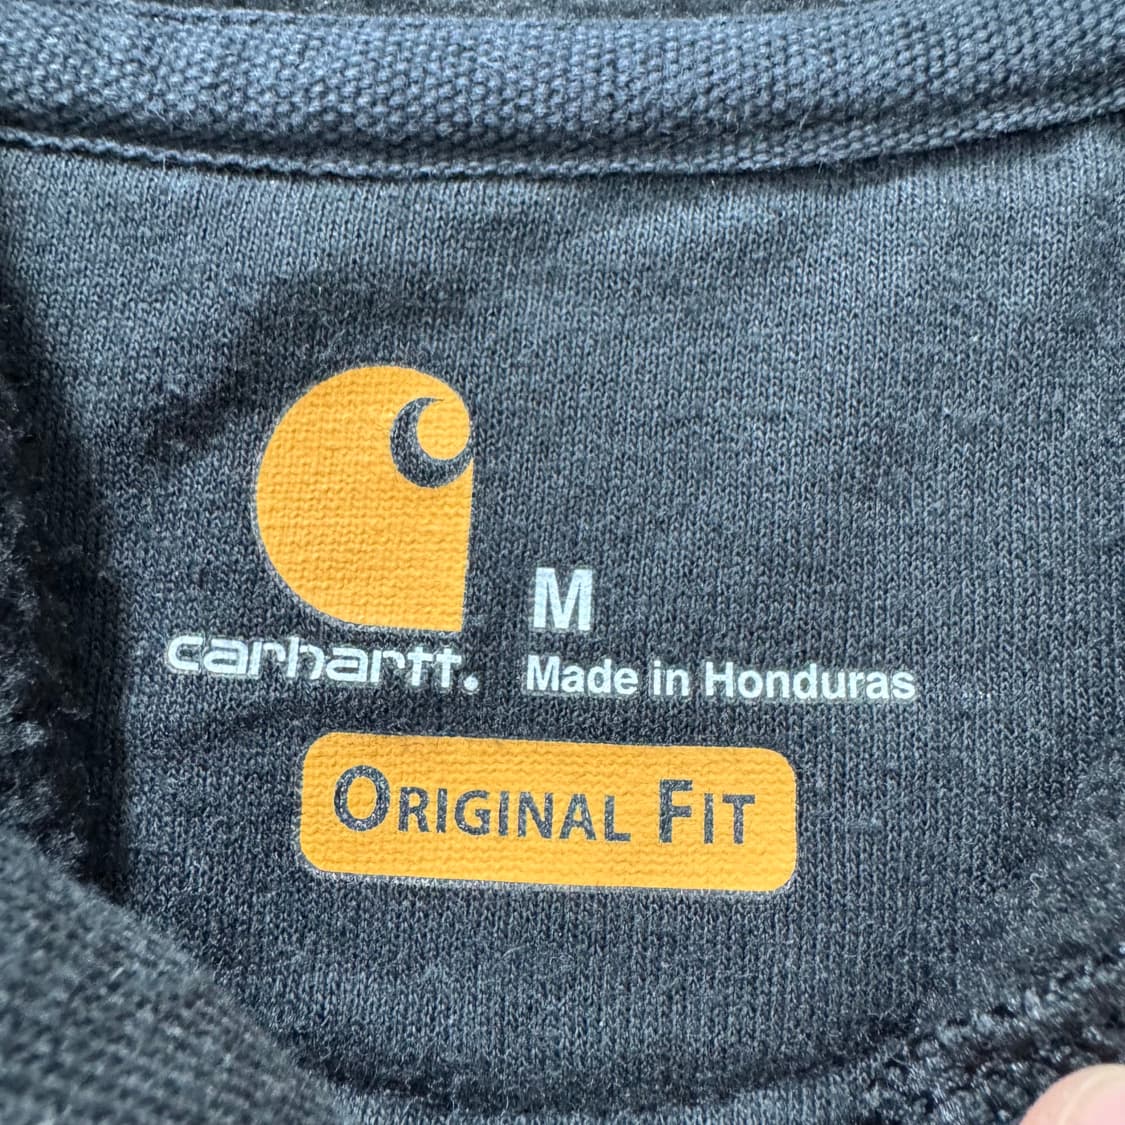 M
carhartt.
Made in Honduras
ORIGINAL FIT